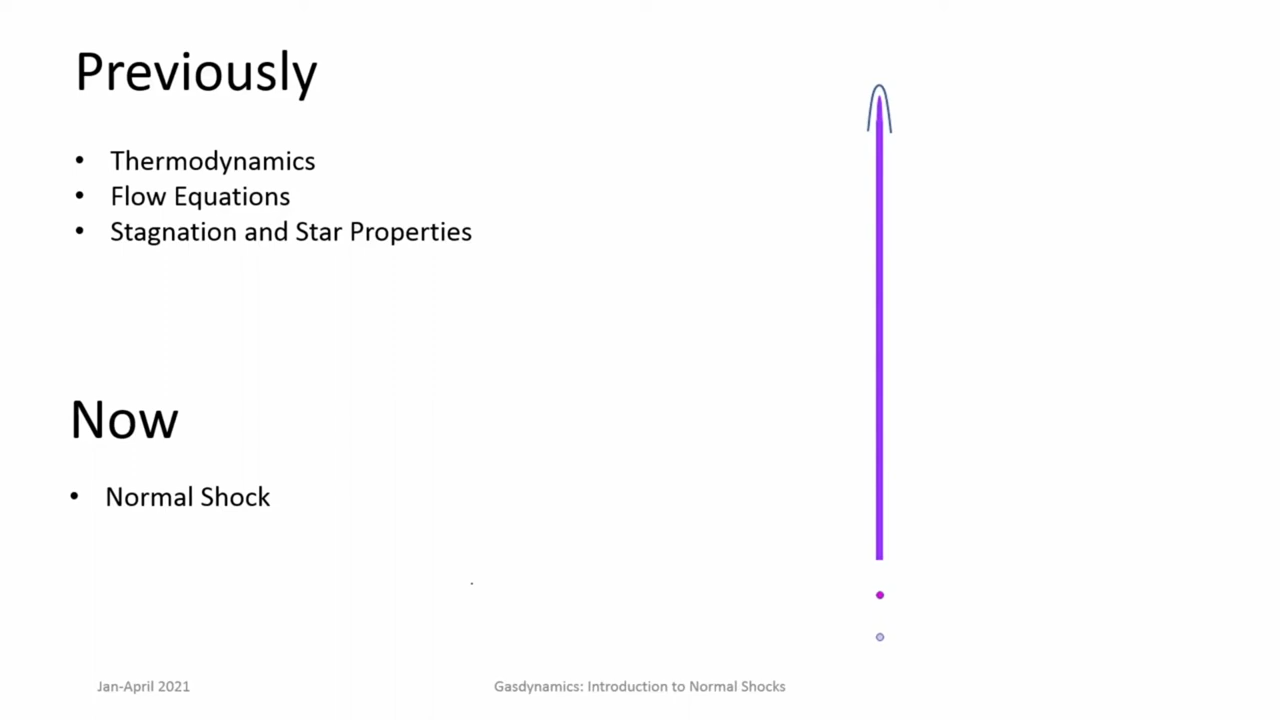 Previously
• Thermodynamics
• Flow Equations
• Stagnation and Star Properties
Now
• Normal Shock
Jan-April 2021
Gasdynamics: Introduction to Normal Shocks